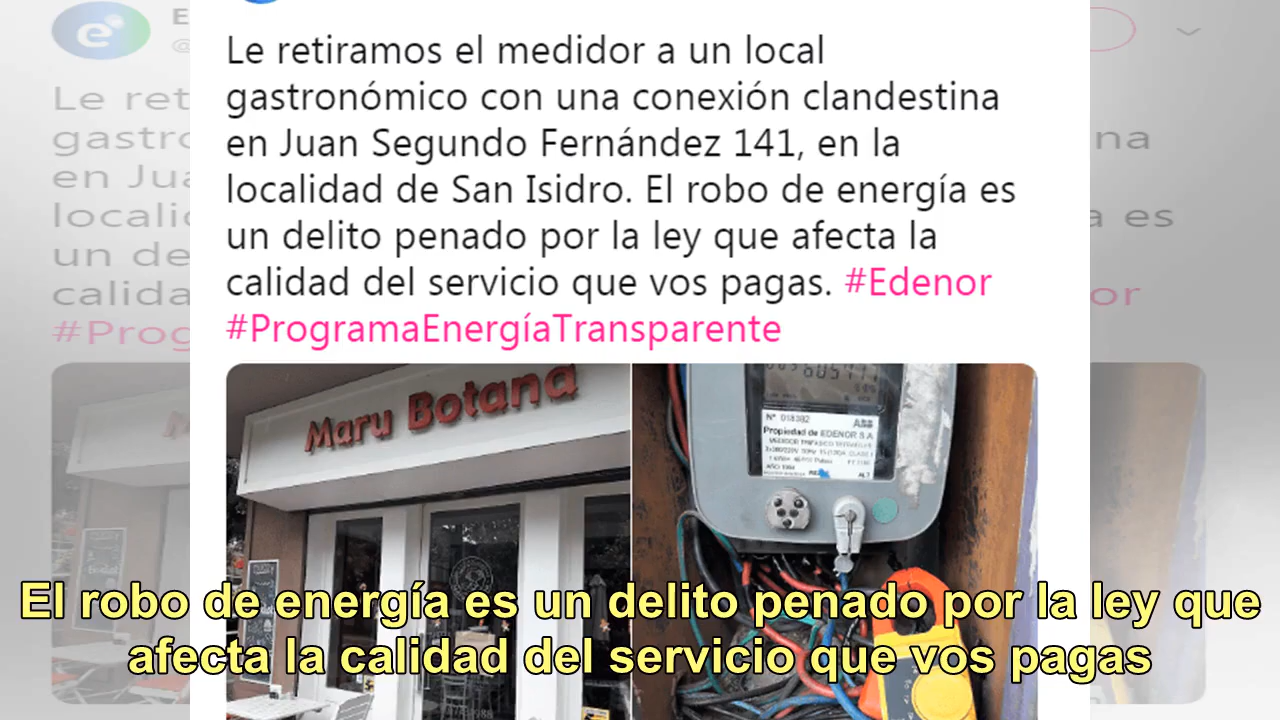 Le retiramos el medidor a un local
gastronómico con una conexión clandestina
en Juan Segundo Fernández 141, en la
localidad de San Isidro. El robo de energía es
un delito penado por la ley que afecta la
calidad del servicio que vos pagas. #Edenor
#ProgramaEnergíaTransparente
Maru Botana
Nº 018382
ABB
Propiedad de EDENOR S.A
El robo de energía es un delito penado por la ley que
afecta la calidad del servicio que vos pagas